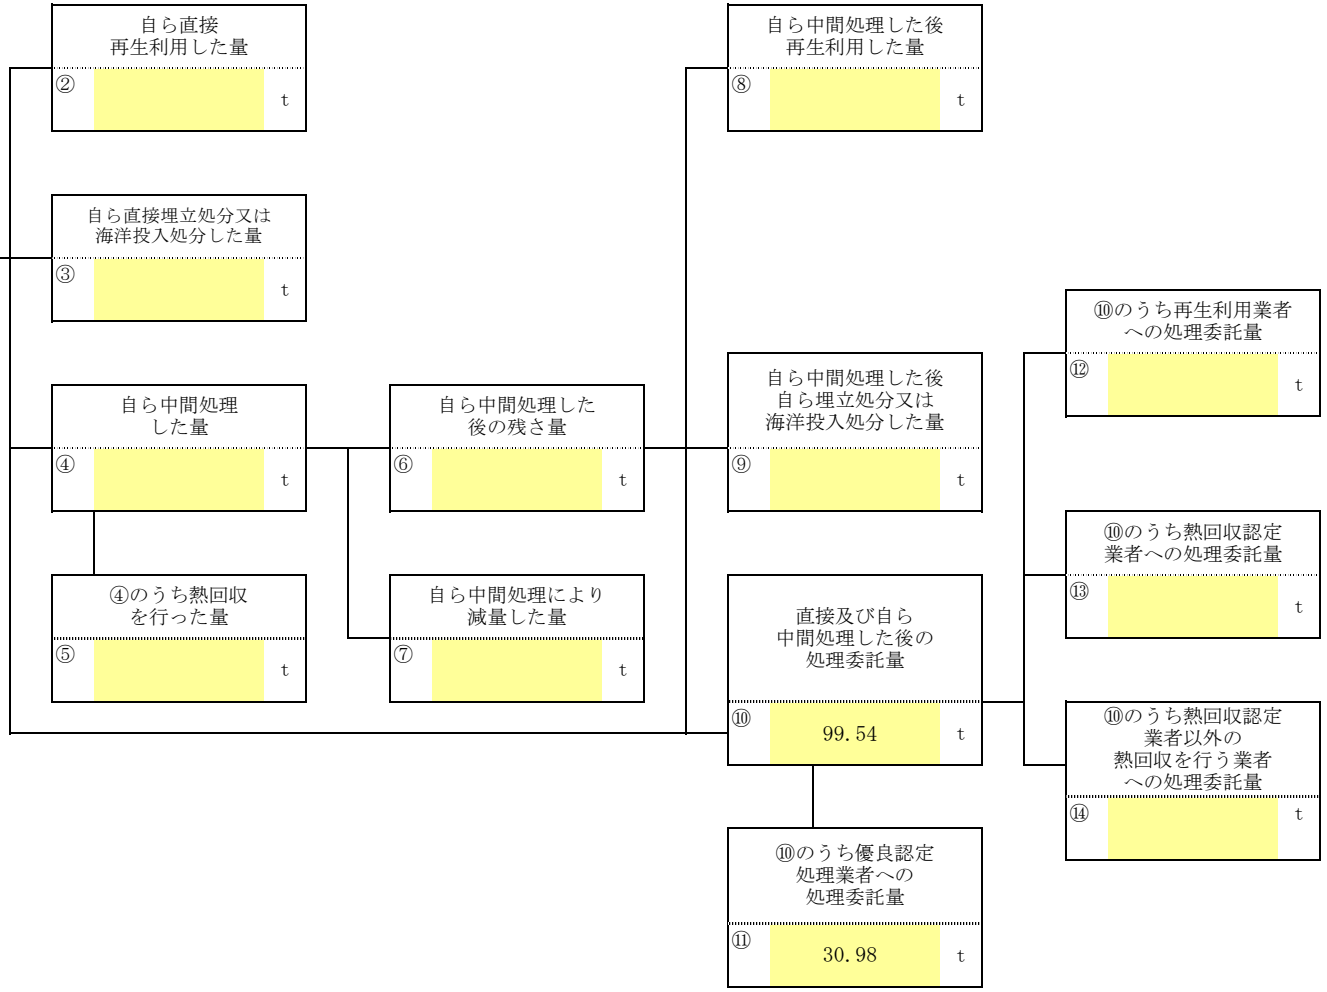 自ら直接
再生利用した量
②
t
自ら直接埋立処分又は
海洋投入処分した量
③
t
自ら中間処理
した量
④
t
④のうち熱回収
を行った量
⑤
t
自ら中間処理した
後の残さ量
⑥
t
自ら中間処理により
減量した量
⑦
t
自ら中間処理した後
再生利用した量
⑧
t
自ら中間処理した後
自ら埋立処分又は
海洋投入処分した量
⑨
t
直接及び自ら
中間処理した後の
処理委託量
⑩
99.54 t
⑩のうち優良認定
処理業者への
処理委託量
⑪
30.98 t
⑩のうち再生利用業者
への処理委託量
⑫
t
⑩のうち熱回収認定
業者への処理委託量
⑬
t
⑩のうち熱回収認定
業者以外の
熱回収を行う業者
への処理委託量
⑭
t